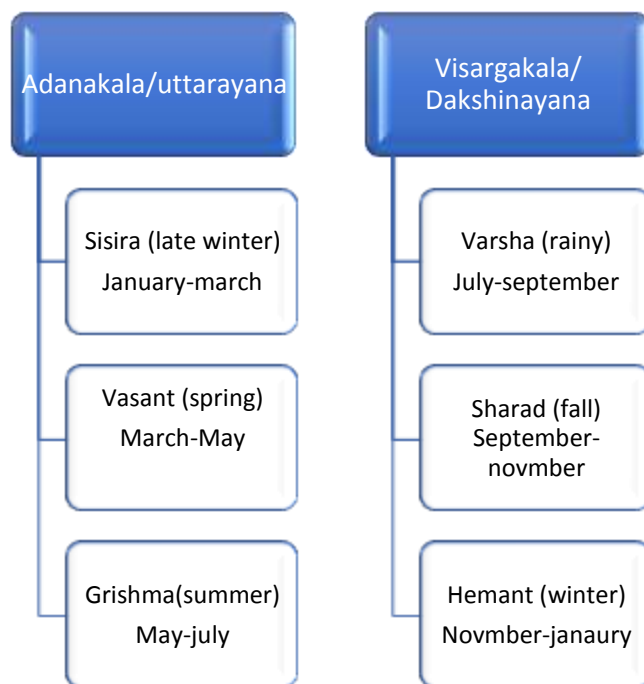 Adanakala/uttarayana
Sisira (late winter)
January-march
Vasant (spring)
March-May
Grishma(summer)
May-july
Visargakala/
Dakshinayana
Varsha (rainy)
July-september
Sharad (fall)
September-
novmber
Hemant (winter)
Novmber-janaury